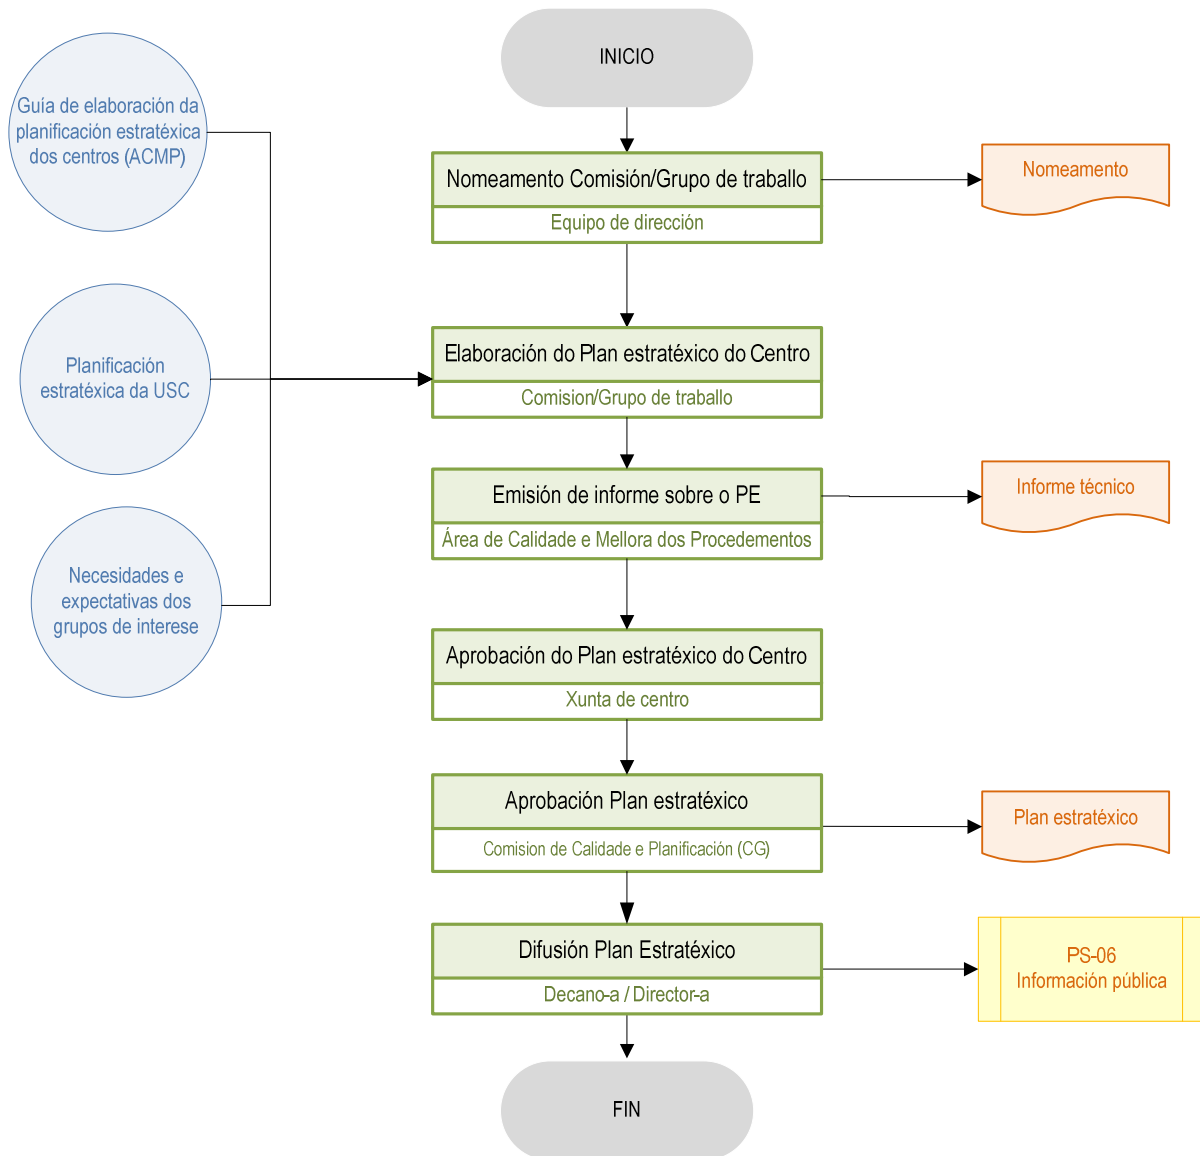 INICIO
Guía de elaboración da
planificación estratéxica
dos centros (ACMP)
Nomeamento Comisión/Grupo de traballo
Equipo de dirección
Nomeamento
Planificación
estratéxica da USC
Elaboración do Plan estratéxico do Centro
Comision/Grupo de traballo
Emisión de informe sobre o PE
Área de Calidade e Mellora dos Procedementos
Informe técnico
Necesidades e
expectativas dos
grupos de interese
Aprobación do Plan estratéxico do Centro
Xunta de centro
Aprobación Plan estratéxico
Comision de Calidade e Planificación (CG)
Plan estratéxico
Difusión Plan Estratéxico
Decano-a / Director-a
PS-06
Información pública
FIN